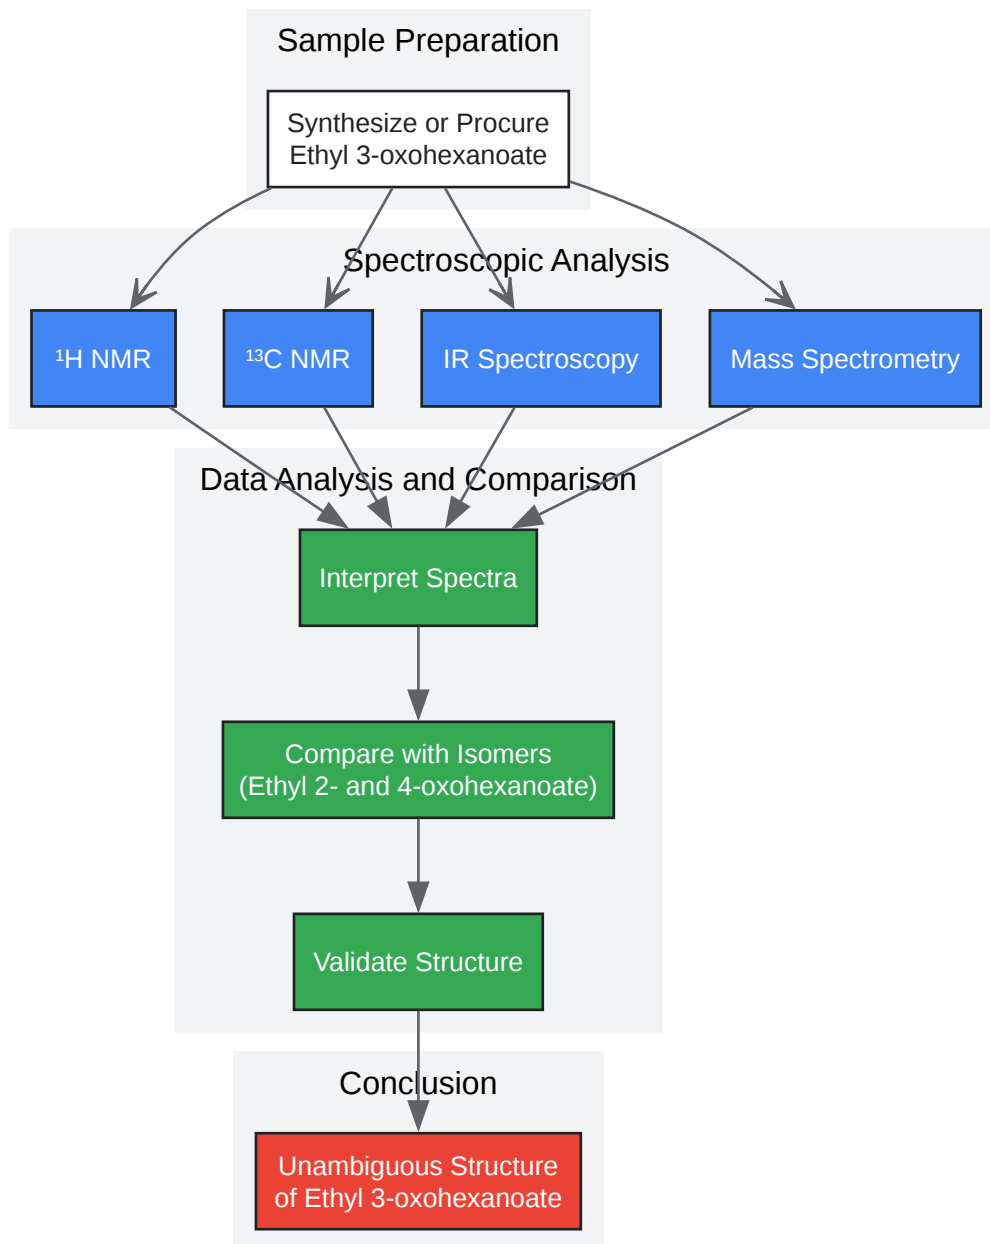 Sample Preparation
Synthesize or Procure
Ethyl 3-oxohexanoate
Spectroscopic Analysis
¹H NMR
¹³C NMR
IR Spectroscopy
Mass Spectrometry
Data Analysis and Comparison
Interpret Spectra
Compare with Isomers
(Ethyl 2- and 4-oxohexanoate)
Validate Structure
Conclusion
Unambiguous Structure
of Ethyl 3-oxohexanoate